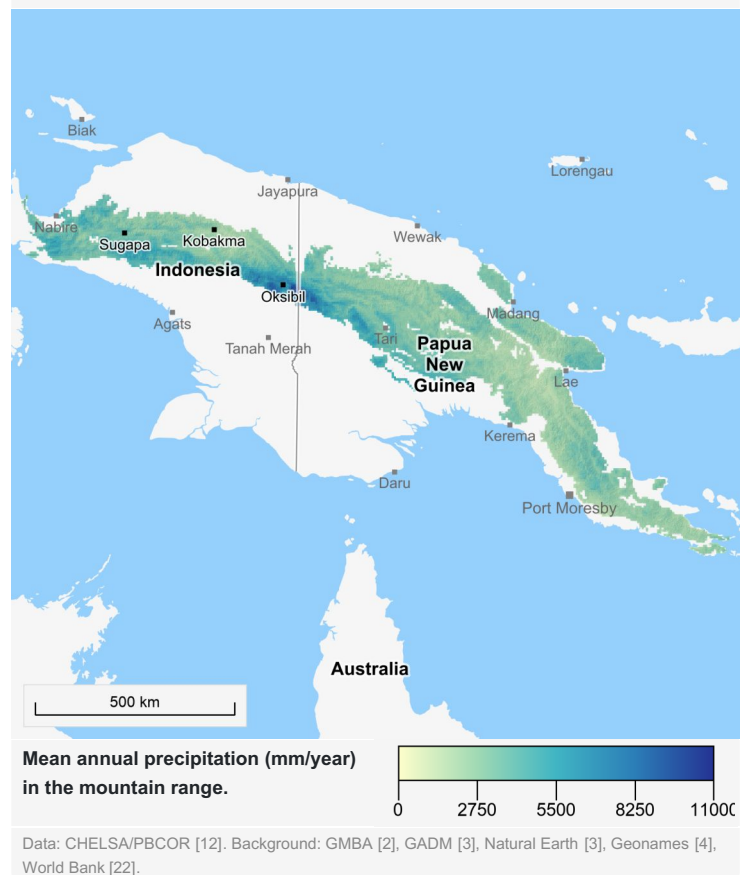 Biak
Lorengau
Jayapura
Nabire
Wewak
Sugapa
Kobakma
Indonesia
Oksibil
Madang
Agats
Tari
Tanah Merah
Papua
New
Guinea
Lae
Kerema
Daru
Port Moresby
Australia
500 km
Mean annual precipitation (mm/year)
in the mountain range.
0 2750 5500 8250 11000
Data: CHELSA/PBCOR [12]. Background: GMBA [2], GADM [3], Natural Earth [3], Geonames [4],
World Bank [22].